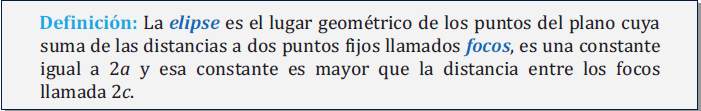 Definición: La elipse es el lugar geométrico de los puntos del plano cuya
suma de las distancias a dos puntos fijos llamados focos, es una constante
igual a 2a y esa constante es mayor que la distancia entre los focos
llamada 2c.